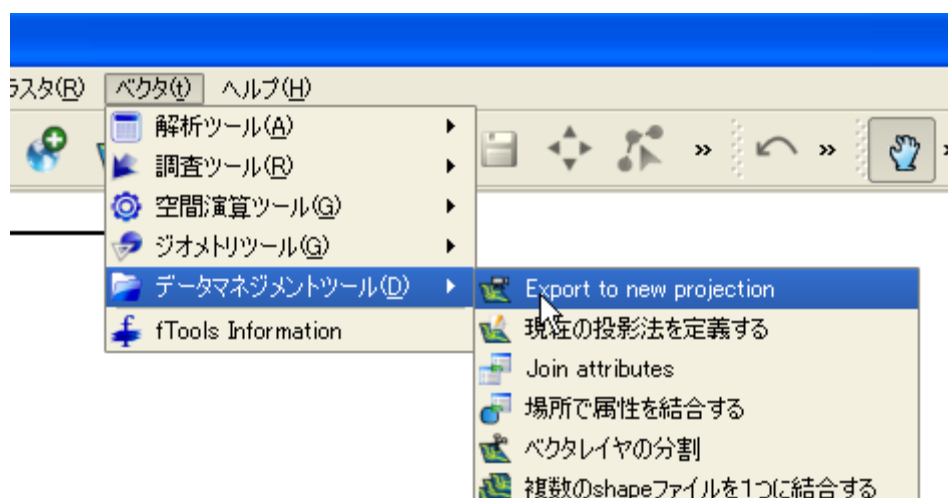 ラスタ(R) ベクタ(t) ヘルプ(H)
解析ツール(A)
調査ツール(R)
空間演算ツール(G)
ジオメトリツール(G)
データマネジメントツール(D)
Export to new projection
fTools Information
現在の投影法を定義する
Join attributes
場所で属性を結合する
ベクタレイヤの分割
複数のshapeファイルを1つに結合する